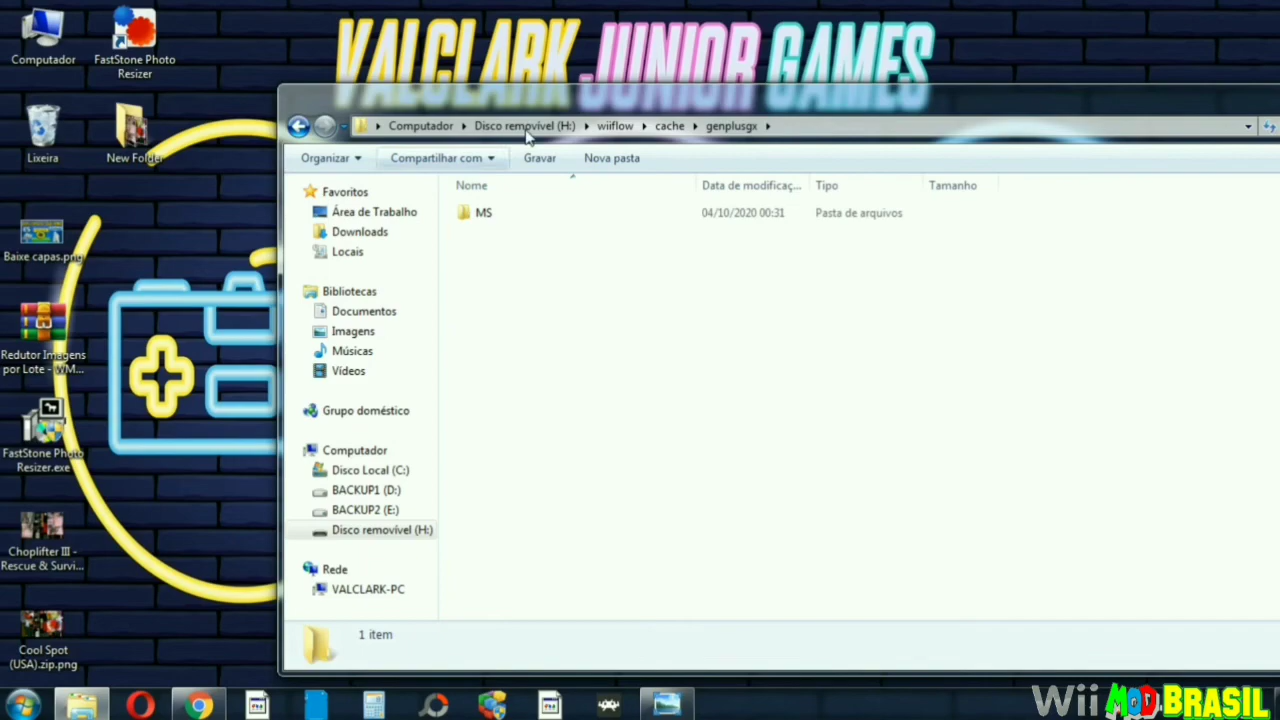 VALCLARK JUNIOR GAMES
Computador
FastStone Photo
Resizer
Lixeira
New Folder
Baixe capas.png
Redutor Imagens
por Lote - WM...
FastStone Photo
Resizer.exe
Choplifter III -
Rescue & Survi...
Cool Spot
(USA).zip.png
Computador
Disco removível (H:)
wiiflow
cache
genplusgx
Organizar
Compartilhar com
Gravar
Nova pasta
Favoritos
Área de Trabalho
Downloads
Locais
Bibliotecas
Documentos
Imagens
Músicas
Vídeos
Grupo doméstico
Computador
Disco Local (C:)
BACKUP1 (D:)
BACKUP2 (E:)
Disco removível (H:)
Rede
VALCLARK-PC
Nome
Data de modificaç...
Tipo
Tamanho
MS
04/10/2020 00:31
Pasta de arquivos
1 item
Wii MOD BRASIL